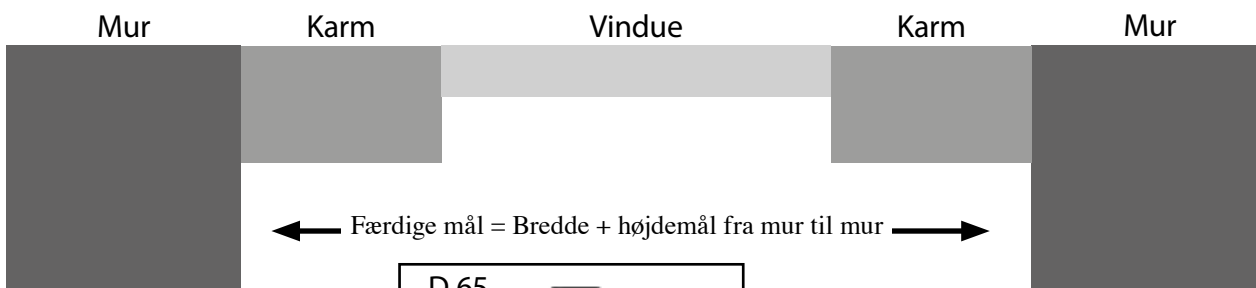 Mur Karm Vindue Karm Mur
Færdige mål = Bredde + højdemål fra mur til mur
D 65